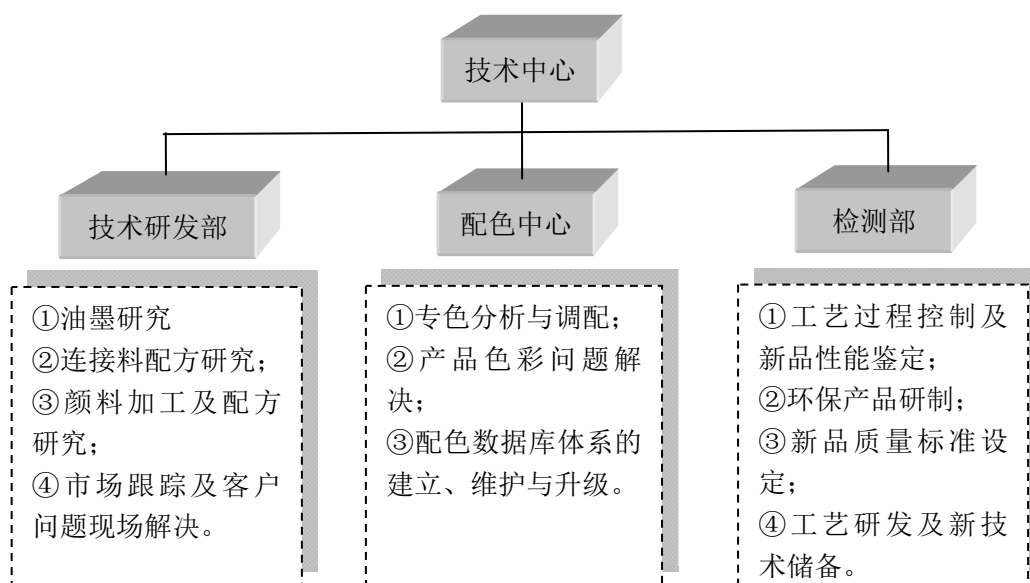 技术中心
技术研发部
配色中心
检测部
①油墨研究
②连接料配方研究；
③颜料加工及配方
研究；
④市场跟踪及客户
问题现场解决。
①专色分析与调配；
②产品色彩问题解
决；
③配色数据库体系的
建立、维护与升级。
①工艺过程控制及
新品性能鉴定；
②环保产品研制；
③新品质量标准设
定；
④工艺研发及新技
术储备。